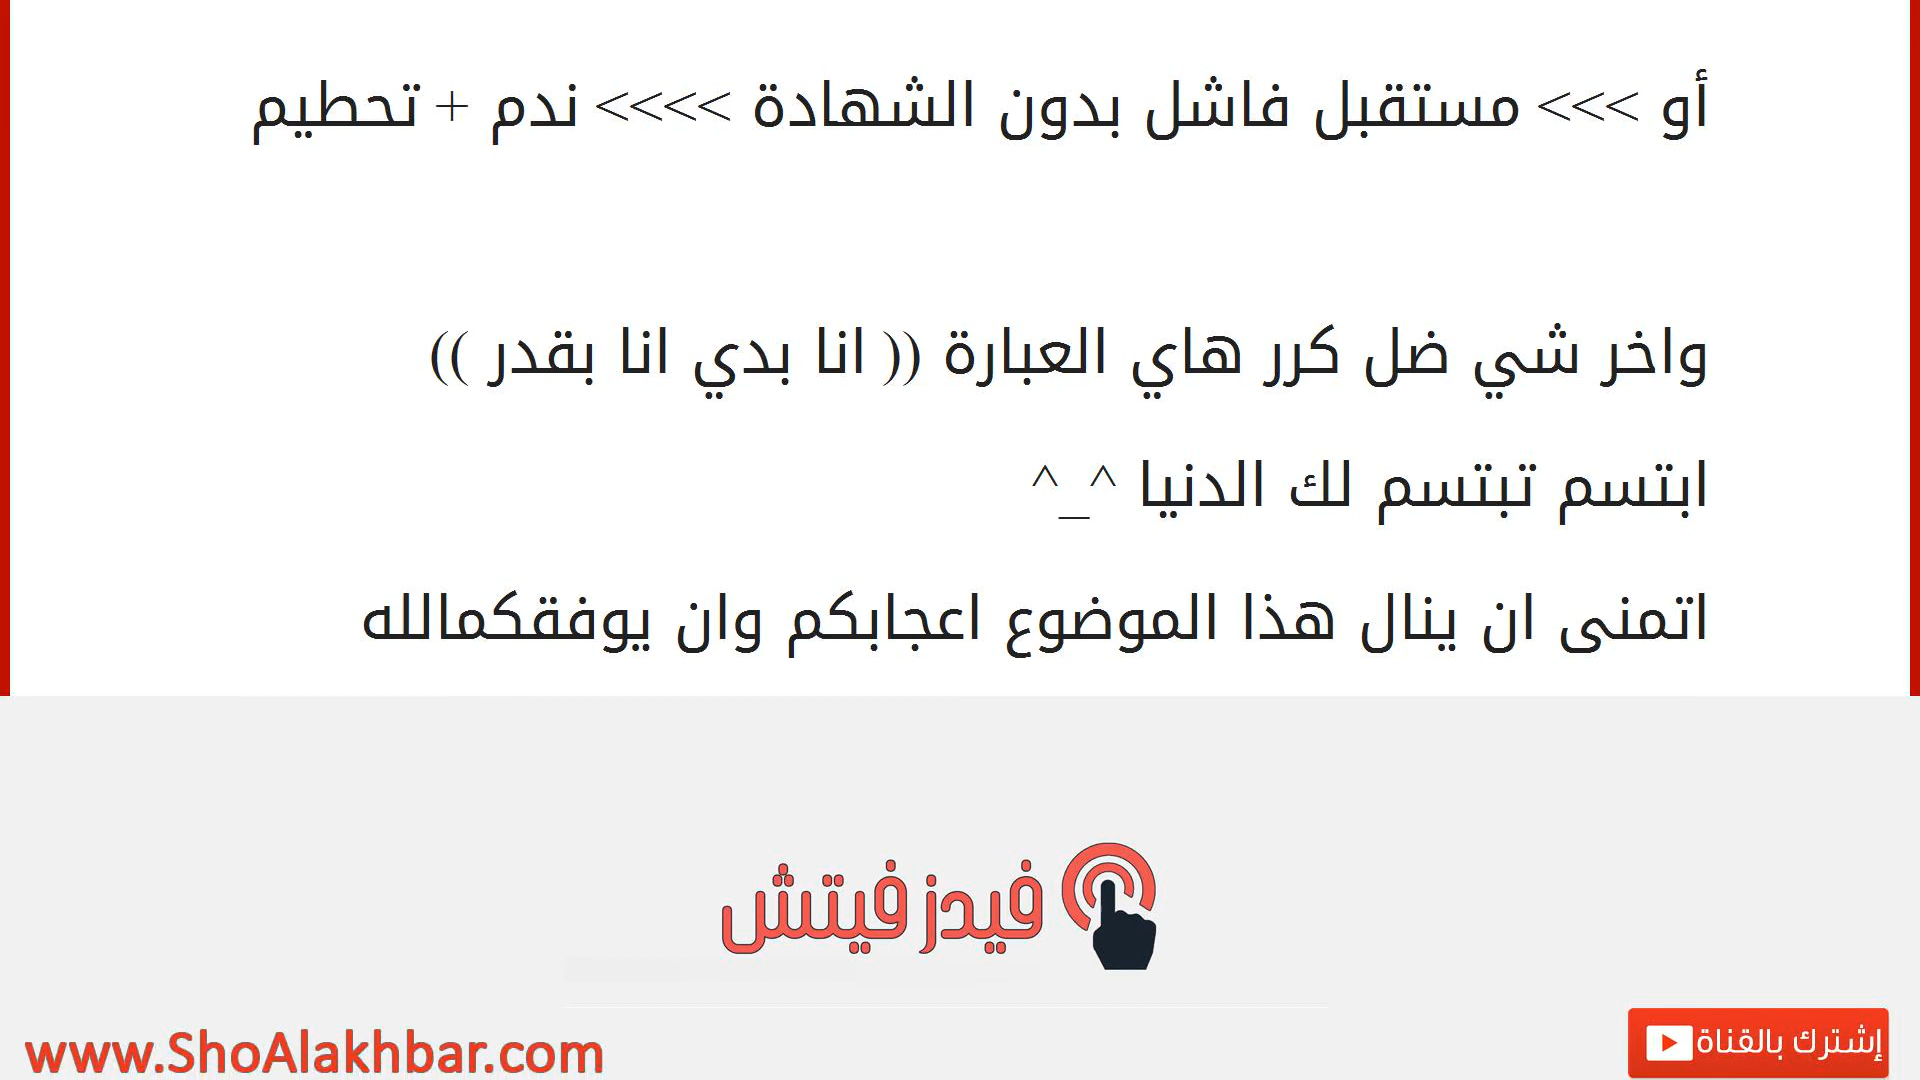 أو >>> مستقبل فاشل بدون الشهادة >>>> ندم + تحطيم
واخر شي ضل كرر هاي العبارة (( انا بدي انا بقدر ))
ابتسم تبتسم لك الدنيا ^_^
اتمنى ان ينال هذا الموضوع اعجابكم وان يوفقكمالله
فيدز فيتش
www.ShoAlakhbar.com
إشترك بالقناة